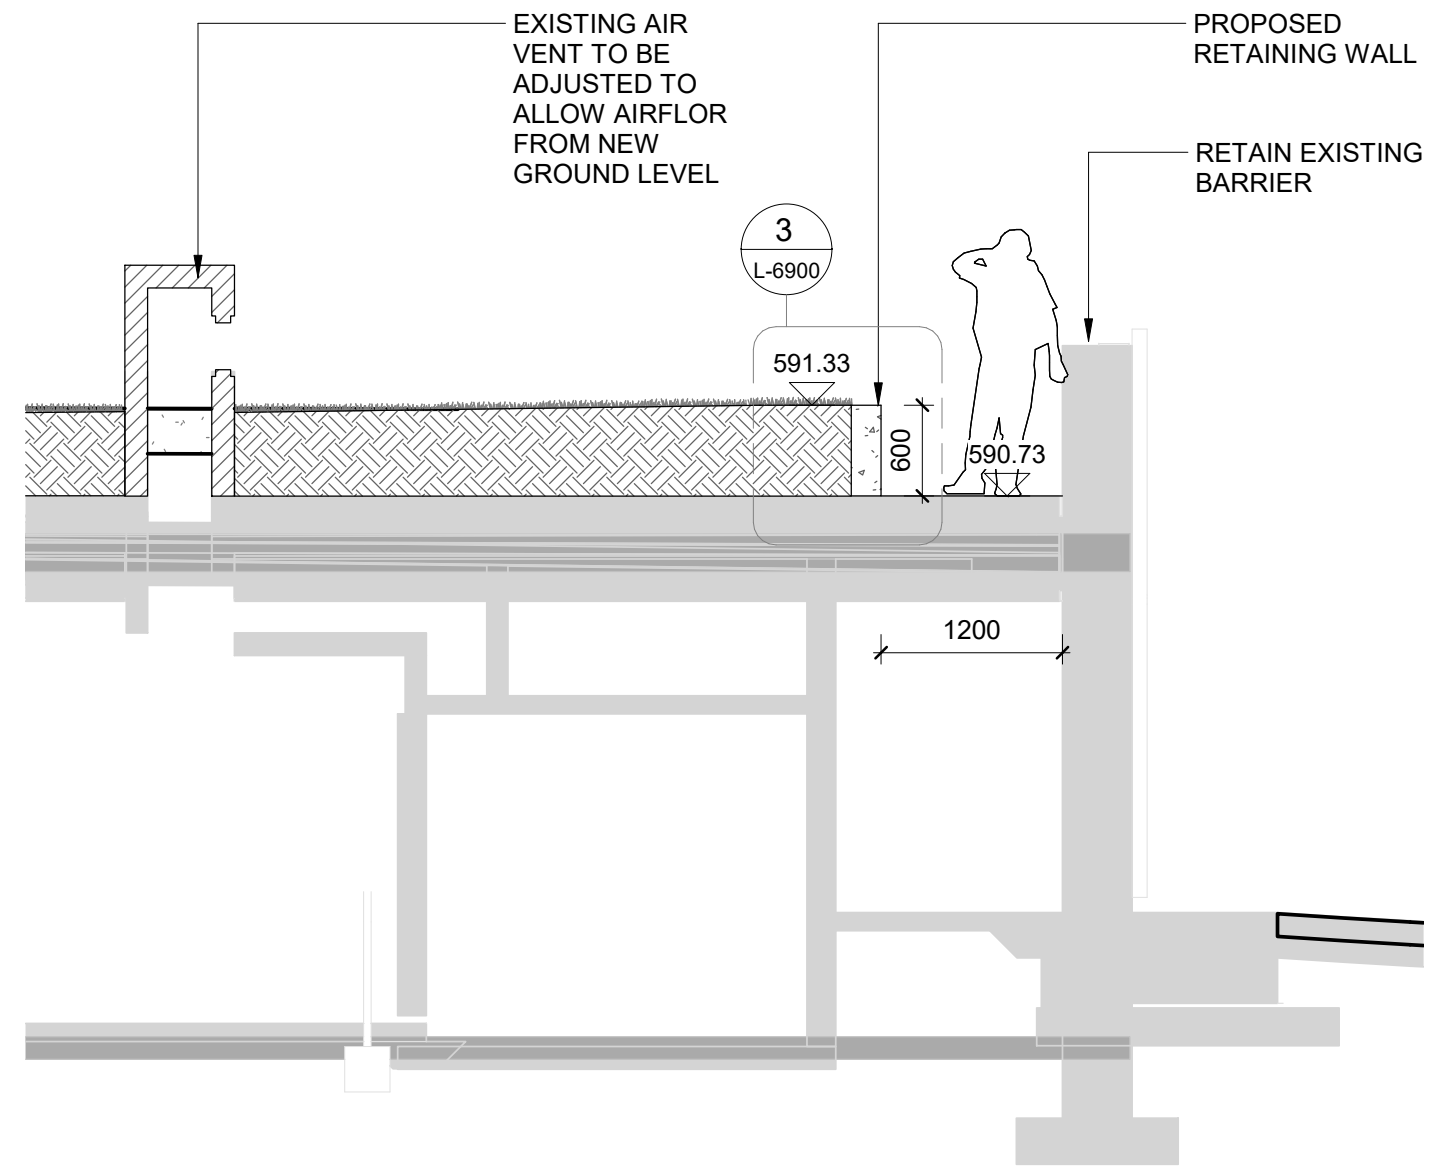 EXISTING AIR
VENT TO BE
ADJUSTED TO
ALLOW AIRFLOR
FROM NEW
GROUND LEVEL
PROPOSED
RETAINING WALL
RETAIN EXISTING
BARRIER
3
L-6900
591.33
600
590.73
1200